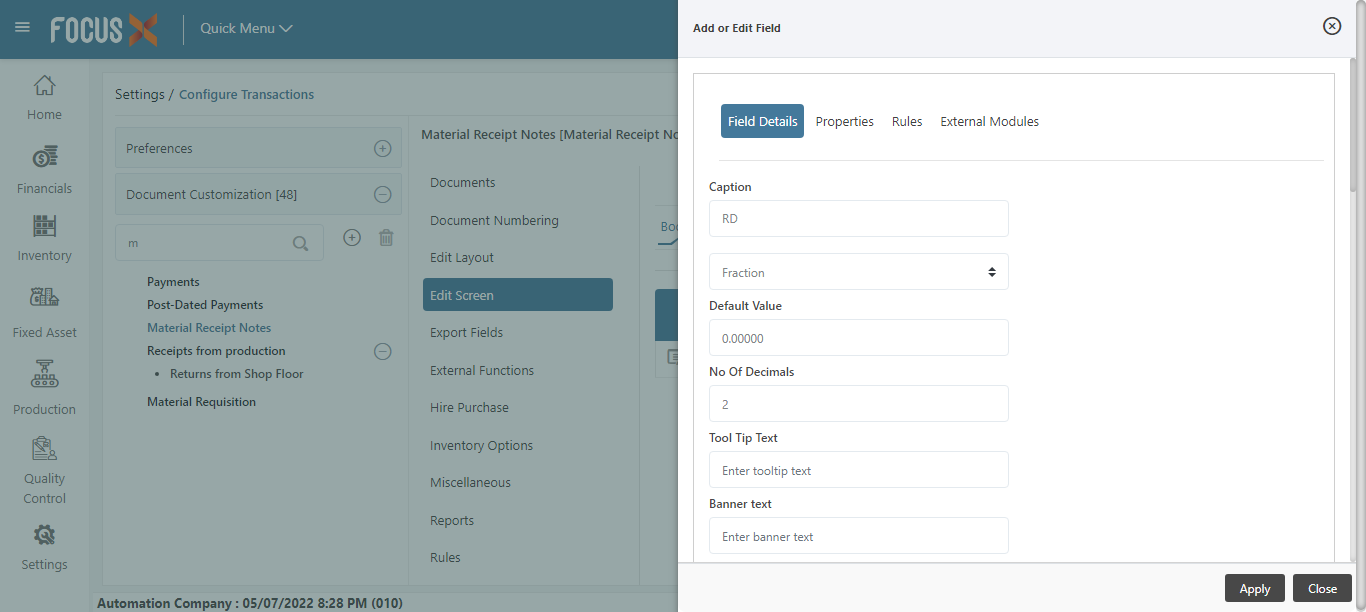 FOCUS X
Quick Menu
Home
Financials
Inventory
Fixed Asset
Production
Quality
Control
Settings
Settings / Configure Transactions
Preferences
Document Customization [48]
m
Payments
Post-Dated Payments
Material Receipt Notes
Receipts from production
• Returns from Shop Floor
Material Requisition
Material Receipt Notes [Material Receipt No
Documents
Document Numbering
Edit Layout
Edit Screen
Export Fields
External Functions
Hire Purchase
Inventory Options
Miscellaneous
Reports
Rules
Automation Company : 05/07/2022 8:28 PM (010)
Add or Edit Field
Field Details Properties Rules External Modules
Caption
RD
Fraction
Default Value
0.00000
No Of Decimals
2
Tool Tip Text
Enter tooltip text
Banner text
Enter banner text
Apply Close